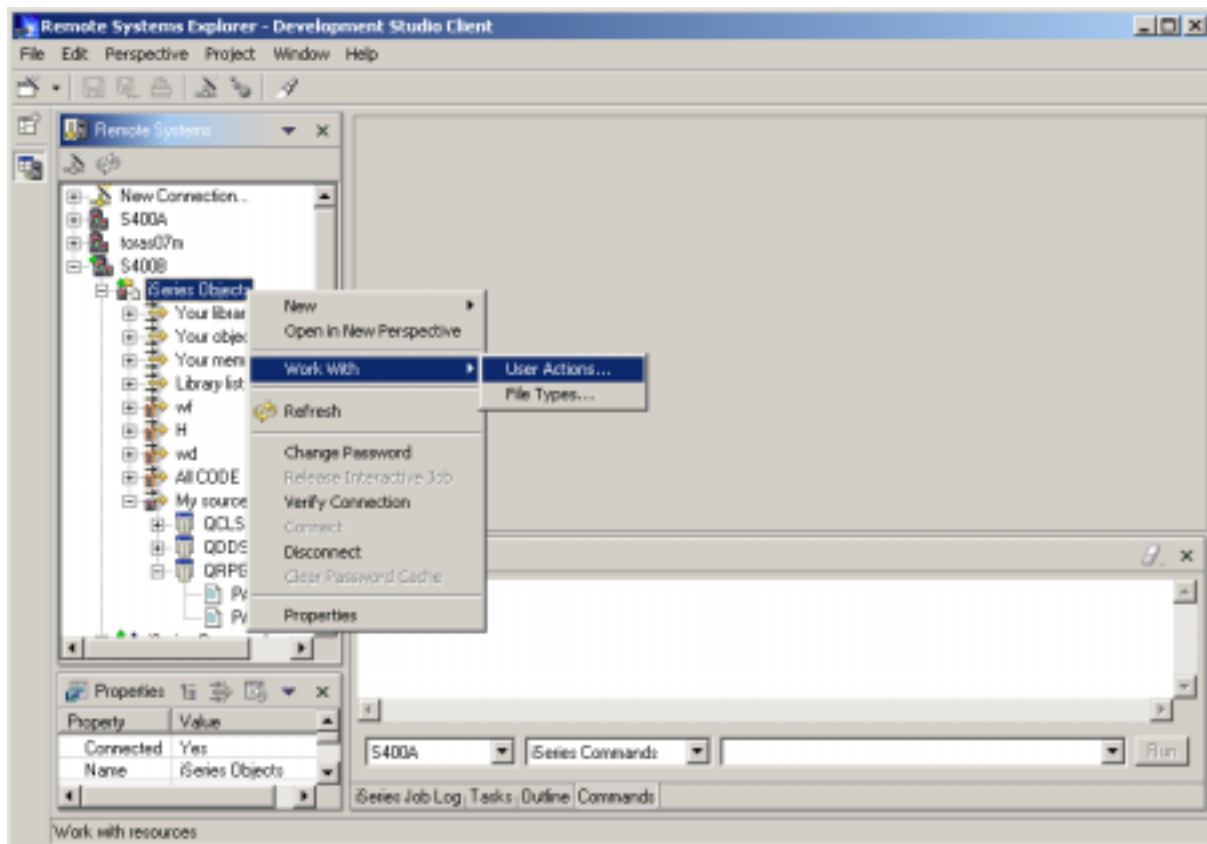 Remote Systems Explorer - Development Studio Client
File Edit Perspective Project Window Help
Remote Systems
New Connection...
S400A
toras07m
S400B
iSeries Objects
Your librar
Your objec
Your mem
Library list
wf
H
wd
All CODE
My source
QCLS
QDDS
QRPG
PA
PA
New
Open in New Perspective
Work With
Refresh
Change Password
Release Interactive Job
Verify Connection
Connect
Disconnect
Clear Password Cache
Properties
User Actions...
File Types...
Properties
Property Value
Connected Yes
Name iSeries Objects
S400A iSeries Commands Run
iSeries Job Log Tasks Outline Commands
Work with resources